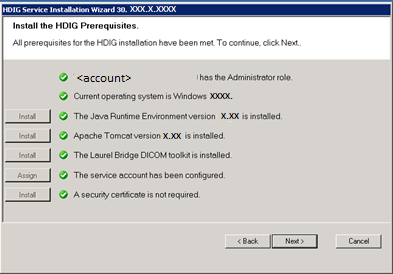 HDIG Service Installation Wizard 30. XXX.X.XXXX
Install the HDIG Prerequisites.
All prerequisites for the HDIG installation have been met. To continue, click Next..
<account> has the Administrator role.
Current operating system is Windows XXXX.
Install The Java Runtime Environment version X.XX is installed.
Install Apache Tomcat version X.XX is installed.
Install The Laurel Bridge DICOM toolkit is installed.
Assign The service account has been configured.
Install A security certificate is not required.
< Back Next > Cancel